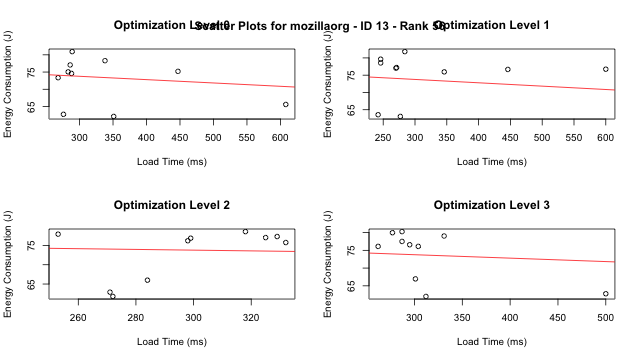 Scatter Plots for mozillaorg - ID 13 - Rank 56
Optimization Level 0
Energy Consumption (J)
75
65
300 350 400 450 500 550 600
Load Time (ms)
Optimization Level 1
Energy Consumption (J)
75
65
250 300 350 400 450 500 550 600
Load Time (ms)
Optimization Level 2
Energy Consumption (J)
75
65
260 280 300 320
Load Time (ms)
Optimization Level 3
Energy Consumption (J)
75
65
300 350 400 450 500
Load Time (ms)